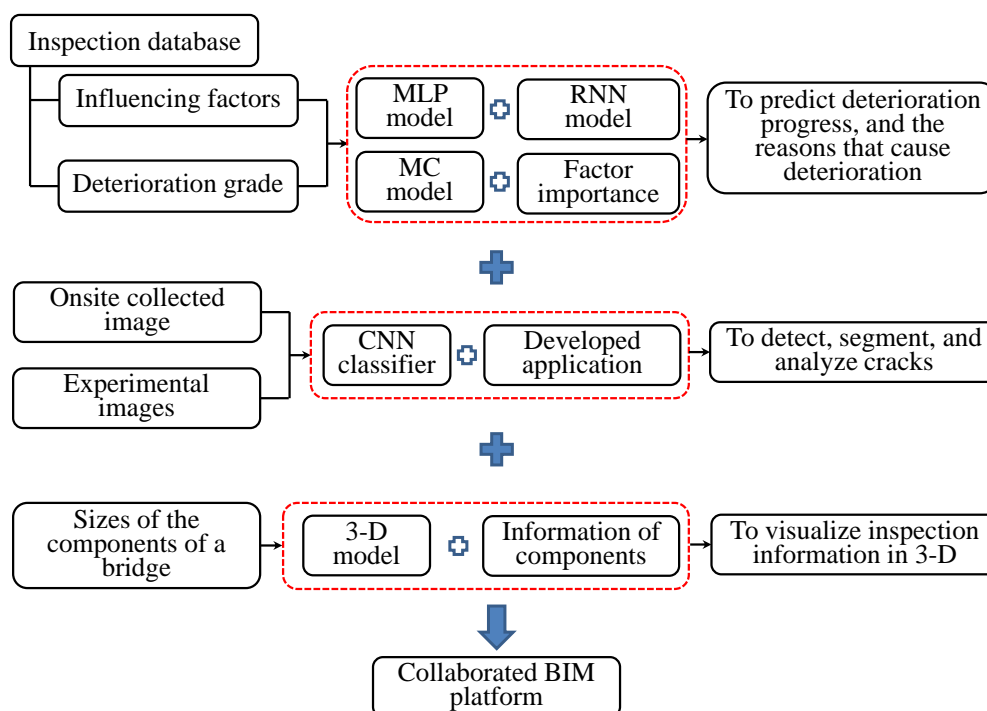 Inspection database
Influencing factors
Deterioration grade
MLP
model
RNN
model
MC
model
Factor
importance
To predict deterioration
progress, and the
reasons that cause
deterioration
Onsite collected
image
Experimental
images
CNN
classifier
Developed
application
To detect, segment, and
analyze cracks
Sizes of the
components of a
bridge
3-D
model
Information of
components
To visualize inspection
information in 3-D
Collaborated BIM
platform